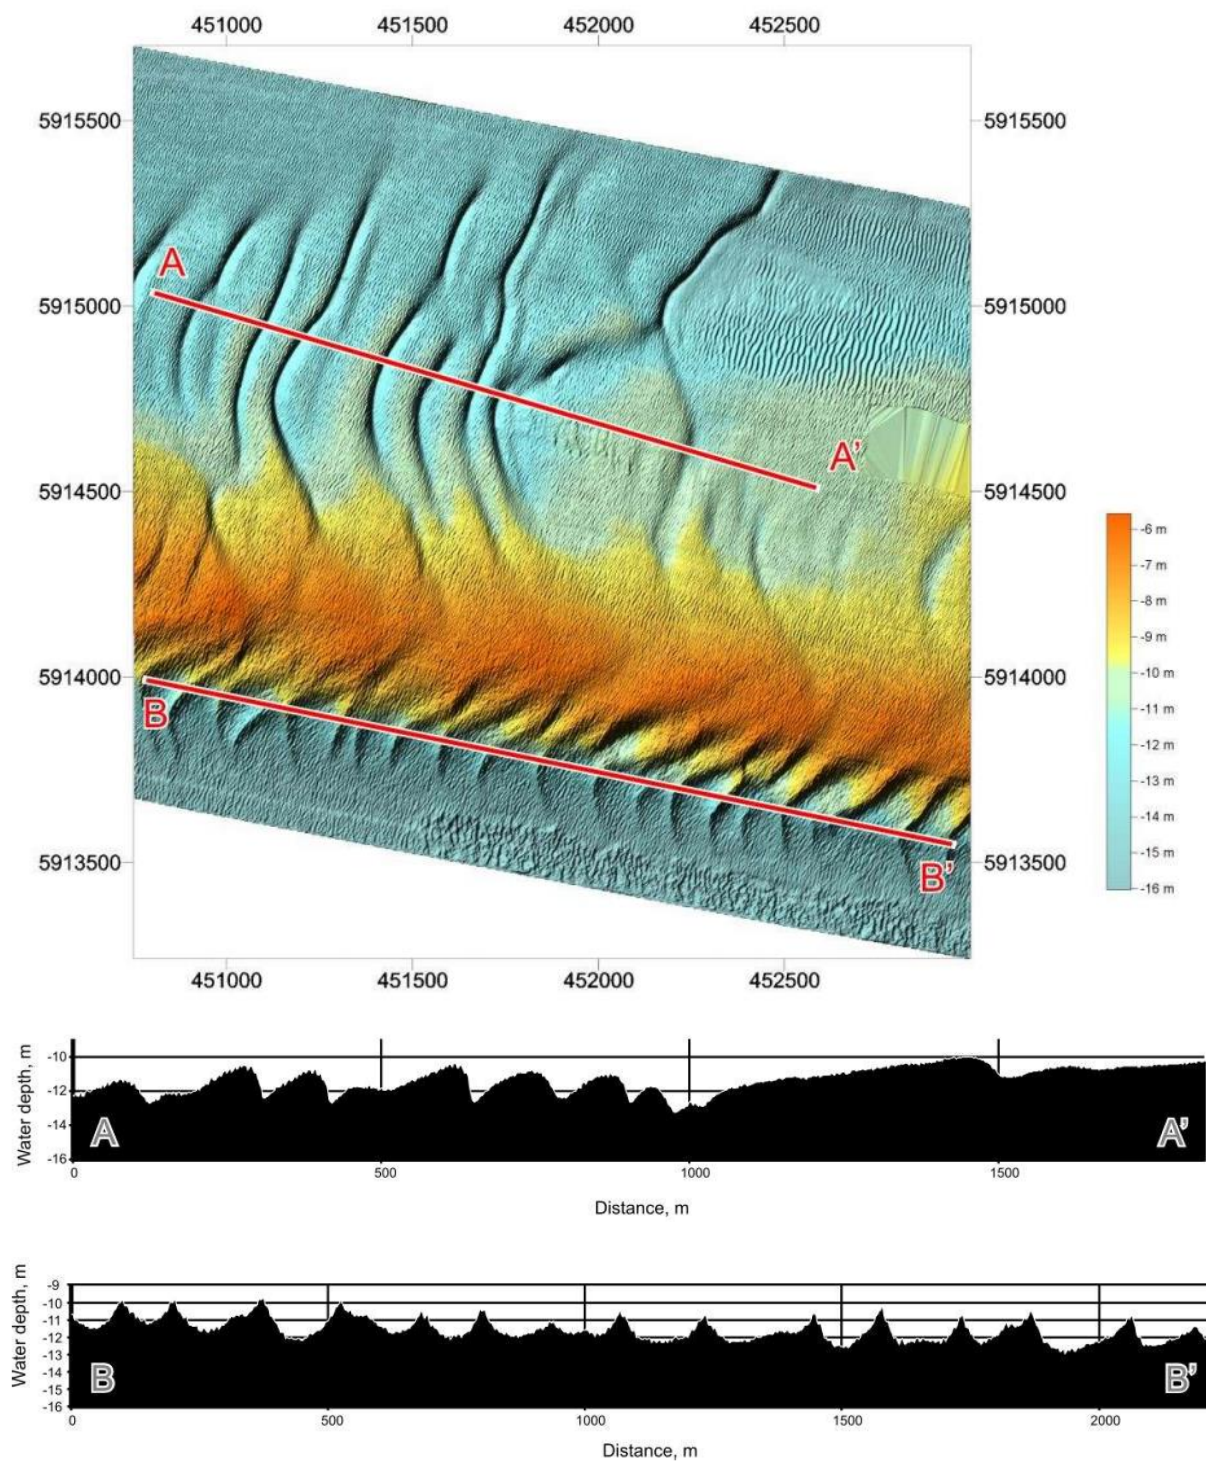 451000 451500 452000 452500
5915500 5915500
A
5915000 5915000
A'
5914500 5914500
-6 m
-7 m
-8 m
-9 m
-10 m
-11 m
-12 m
-13 m
-14 m
-15 m
-16 m
5914000 5914000
B
5913500 5913500
B'
451000 451500 452000 452500
Water depth, m
-10
-12
-14
-16
A A'
0 500 1000 1500
Distance, m
Water depth, m
-9
-10
-11
-12
-13
-14
-15
-16
B B'
0 500 1000 1500 2000
Distance, m